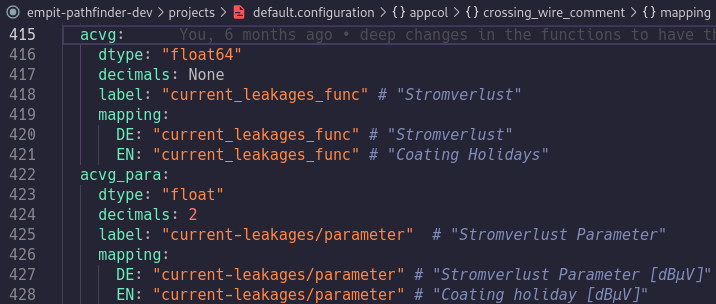 empit-pathfinder-dev > projects > default.configuration > {} appcol > {} crossing_wire_comment > {} mapping
415 acvg: You, 6 months ago • deep changes in the functions to have th
416 dtype: "float64"
417 decimals: None
418 label: "current_leakages_func" # "Stromverlust"
419 mapping:
420 DE: "current_leakages_func" # "Stromverlust"
421 EN: "current_leakages_func" # "Coating Holidays"
422 acvg_para:
423 dtype: "float"
424 decimals: 2
425 label: "current-leakages/parameter" # "Stromverlust Parameter"
426 mapping:
427 DE: "current-leakages/parameter" # "Stromverlust Parameter [dBμV]"
428 EN: "current-leakages/parameter" # "Coating holiday [dBμV]"